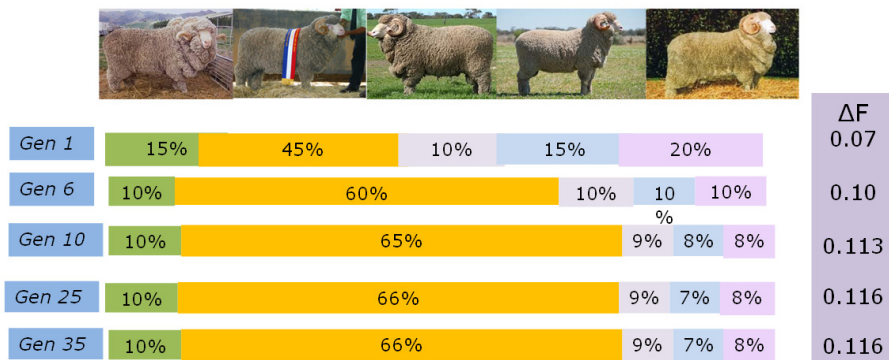 ΔF
Gen 1 15% 45% 10% 15% 20% 0.07
Gen 6 10% 60% 10% 10 % 10% 0.10
Gen 10 10% 65% 9% 8% 8% 0.113
Gen 25 10% 66% 9% 7% 8% 0.116
Gen 35 10% 66% 9% 7% 8% 0.116